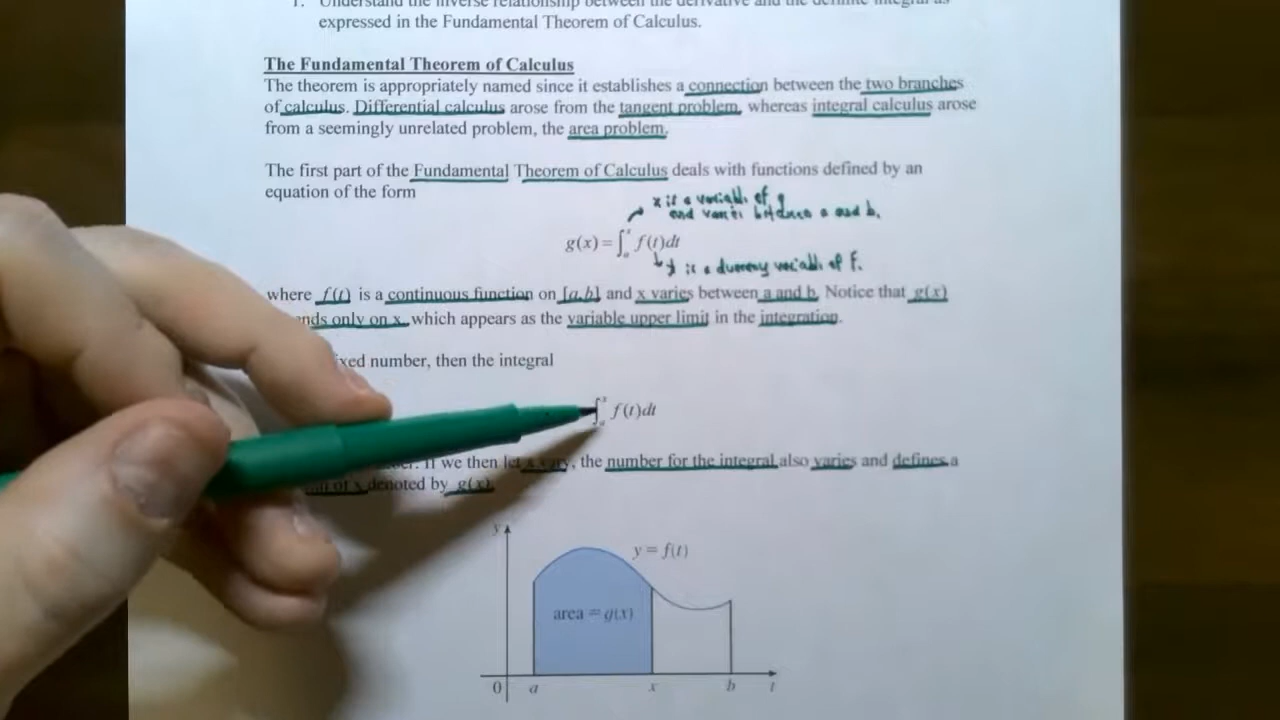 1. Understand the inverse relationship between the derivative and the definite integral as
expressed in the Fundamental Theorem of Calculus.
The Fundamental Theorem of Calculus
The theorem is appropriately named since it establishes a connection between the two branches
of calculus. Differential calculus arose from the tangent problem, whereas integral calculus arose
from a seemingly unrelated problem, the area problem.
The first part of the Fundamental Theorem of Calculus deals with functions defined by an
equation of the form
x is a variable of g
and varies between a and b.
g(x) = ∫ₐˣ f(t)dt
t is a dummy variable of f.
where f(t) is a continuous function on [a,b] and x varies between a and b. Notice that g(x)
nds only on x, which appears as the variable upper limit in the integration.
ixed number, then the integral
∫ₐˣ f(t)dt
If we then let x vary, the number for the integral also varies and defines a
of x denoted by g(x).
y
y = f(t)
area = g(x)
0 a x b t